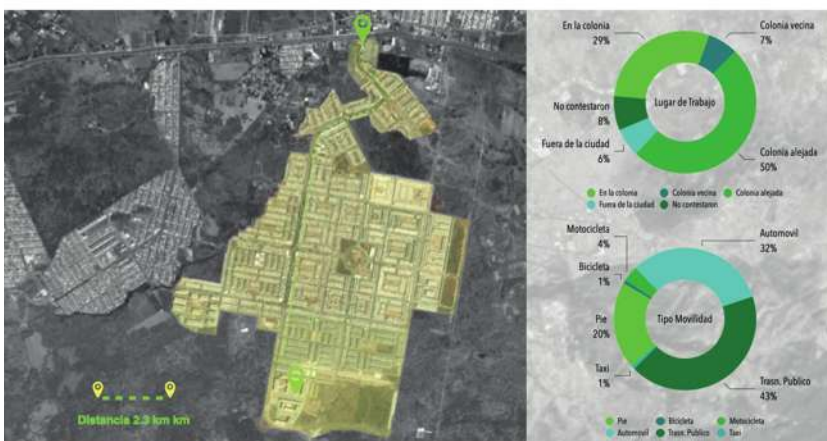 Distancia 2.3 km km
En la colonia
29%
Colonia vecina
7%
No contestaron
8%
Lugar de Trabajo
Fuera de la ciudad
6%
Colonia alejada
50%
En la colonia Colonia vecina Colonia alejada
Fuera de la ciudad No contestaron
Motocicleta
4%
Automovil
32%
Bicicleta
1%
Pie
20%
Tipo Movilidad
Taxi
1%
Trasn. Publico
43%
Pie Bicicleta Motocicleta
Automovil Trasn. Publico Taxi